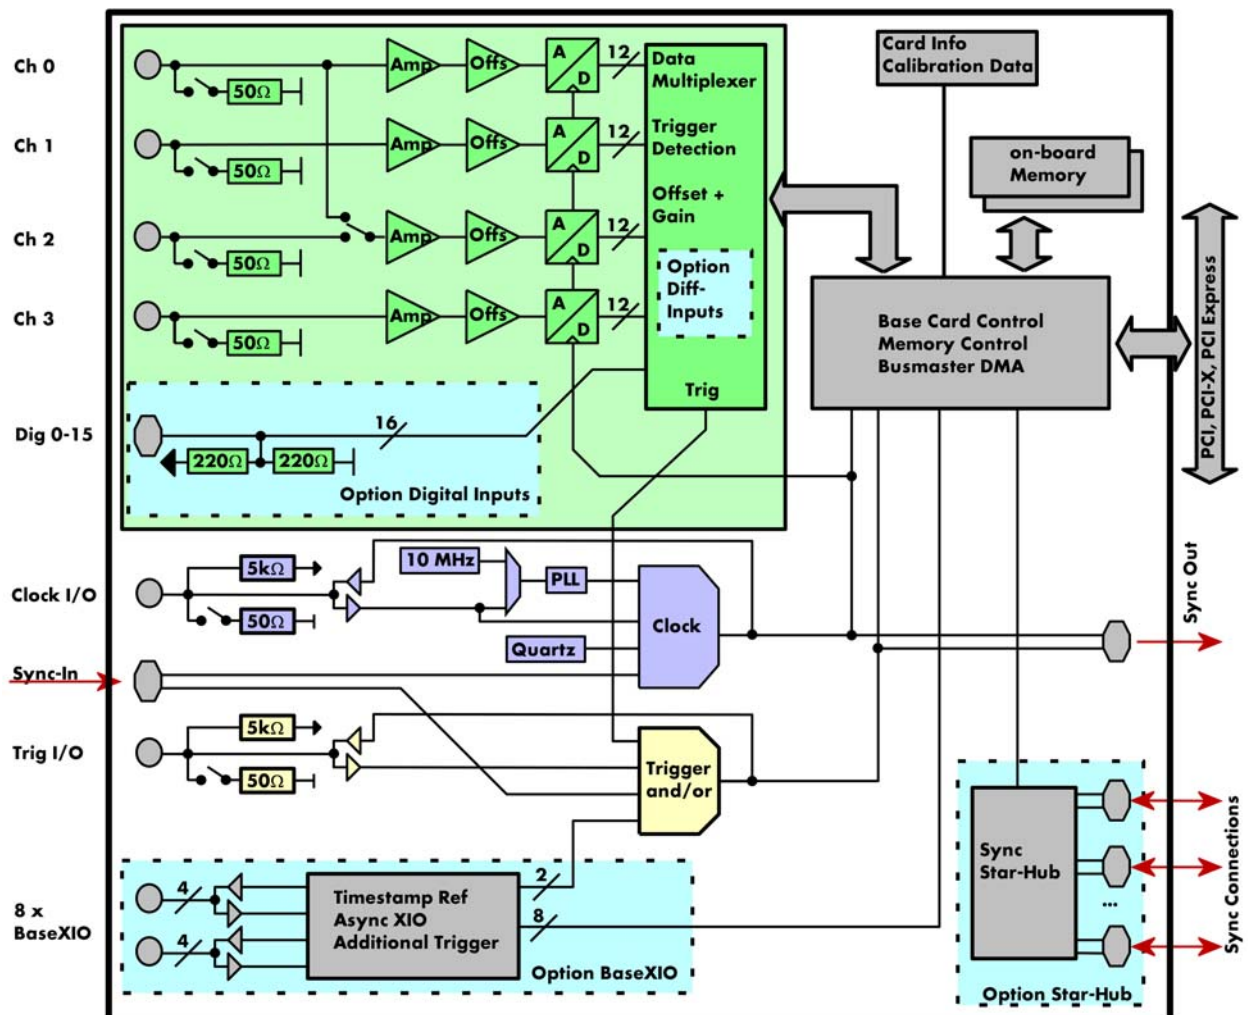 Ch 0
50Ω
Amp
Offs
A
D
12
Data
Multiplexer
Card Info
Calibration Data
Ch 1
50Ω
Amp
Offs
A
D
12
Trigger
Detection
on-board
Memory
Offset +
Gain
Ch 2
50Ω
Amp
Offs
A
D
12
Option
Diff-
Inputs
Ch 3
50Ω
Amp
Offs
A
D
12
Base Card Control
Memory Control
Busmaster DMA
PCI, PCI-X, PCI Express
Trig
Dig 0-15
16
220Ω
220Ω
Option Digital Inputs
Clock I/O
5kΩ
50Ω
10 MHz
PLL
Quartz
Clock
Sync Out
Sync-In
Trig I/O
5kΩ
50Ω
Trigger
and/or
Sync
Star-Hub
...
Option Star-Hub
Sync Connections
8 x
BaseXIO
4
4
Timestamp Ref
Async XIO
Additional Trigger
2
8
Option BaseXIO